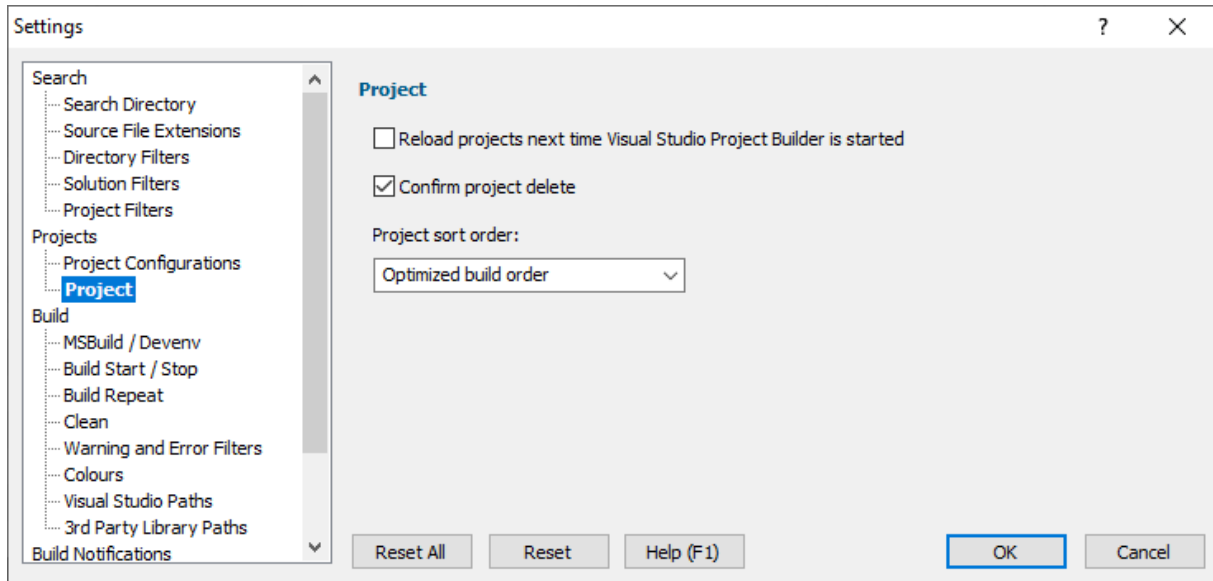 Settings
Search
Search Directory
Source File Extensions
Directory Filters
Solution Filters
Project Filters
Projects
Project Configurations
Project
Build
MSBuild / Devenv
Build Start / Stop
Build Repeat
Clean
Warning and Error Filters
Colours
Visual Studio Paths
3rd Party Library Paths
Build Notifications
Project
Reload projects next time Visual Studio Project Builder is started
Confirm project delete
Project sort order:
Optimized build order
Reset All
Reset
Help (F1)
OK
Cancel